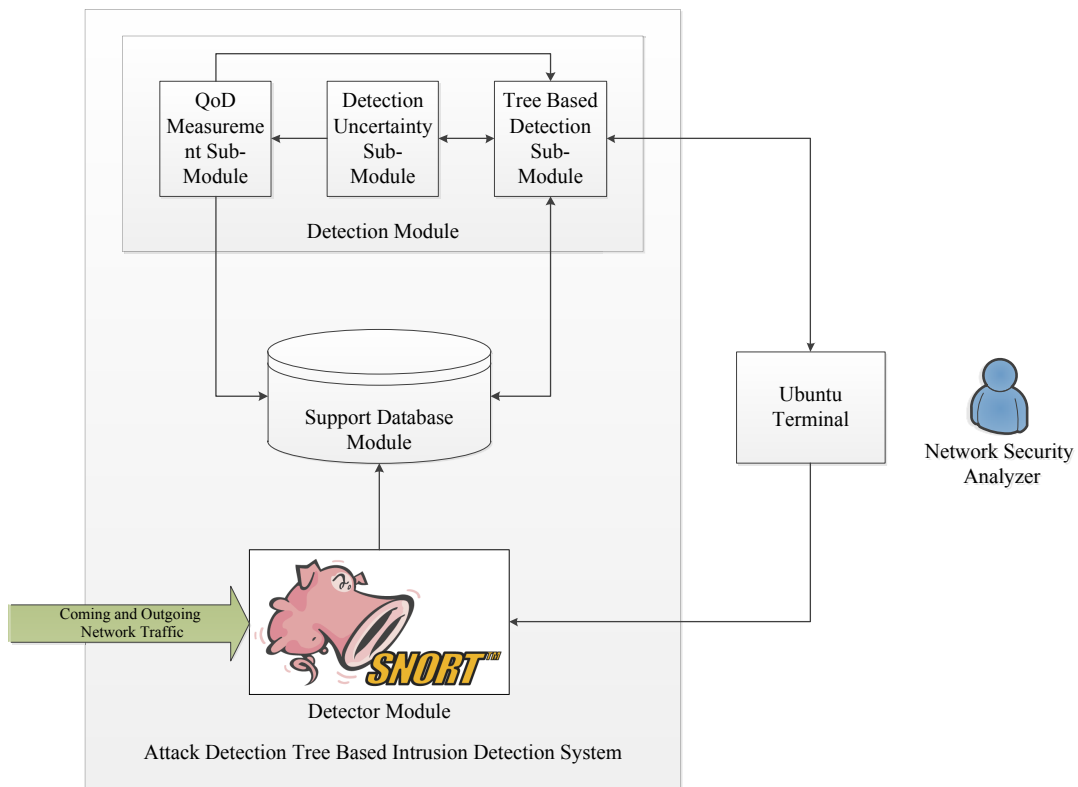 QoD
Measureme
nt Sub-
Module
Detection
Uncertainty
Sub-
Module
Tree Based
Detection
Sub-
Module
Detection Module
Support Database
Module
Ubuntu
Terminal
Network Security
Analyzer
Coming and Outgoing
Network Traffic
SNORT™
Detector Module
Attack Detection Tree Based Intrusion Detection System